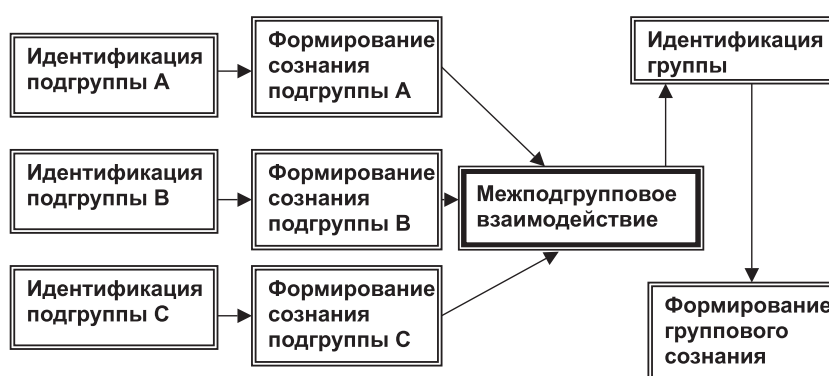 Идентификация
подгруппы А
Формирование
сознания
подгруппы А
Идентификация
подгруппы В
Формирование
сознания
подгруппы В
Идентификация
подгруппы С
Формирование
сознания
подгруппы С
Межподгрупповое
взаимодействие
Идентификация
группы
Формирование
группового
сознания